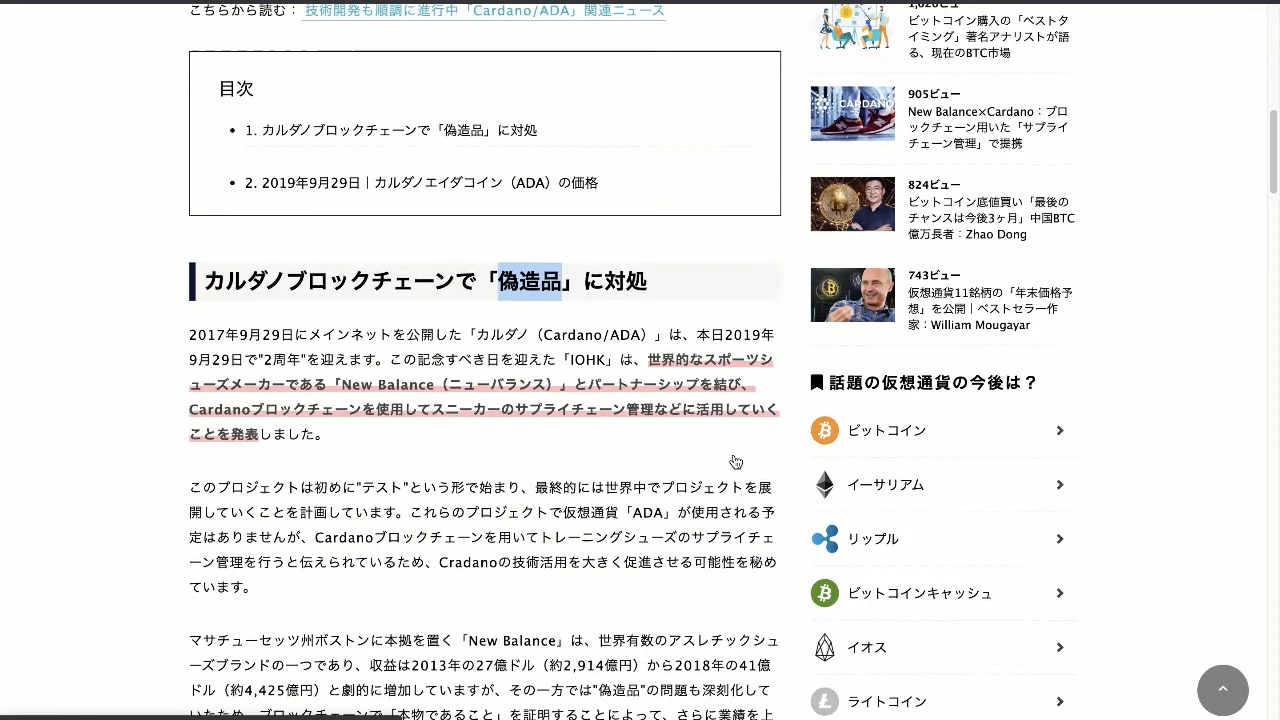 こちらから読む： 技術開発も順調に進行中「Cardano/ADA」関連ニュース
目次
1. カルダノブロックチェーンで「偽造品」に対処
2. 2019年9月29日｜カルダノエイダコイン（ADA）の価格
カルダノブロックチェーンで「偽造品」に対処
2017年9月29日にメインネットを公開した「カルダノ（Cardano/ADA）」は、本日2019年
9月29日で"2周年"を迎えます。この記念すべき日を迎えた「IOHK」は、世界的なスポーツシ
ューズメーカーである「New Balance（ニューバランス）」とパートナーシップを結び、
Cardanoブロックチェーンを使用してスニーカーのサプライチェーン管理などに活用していく
ことを発表しました。
このプロジェクトは初めに"テスト"という形で始まり、最終的には世界中でプロジェクトを展
開していくことを計画しています。これらのプロジェクトで仮想通貨「ADA」が使用される予
定はありませんが、Cardanoブロックチェーンを用いてトレーニングシューズのサプライチェ
ーン管理を行うと伝えられているため、Cradanoの技術活用を大きく促進させる可能性を秘め
ています。
マサチューセッツ州ボストンに本拠を置く「New Balance」は、世界有数のアスレチックシュ
ーズブランドの一つであり、収益は2013年の27億ドル（約2,914億円）から2018年の41億
ドル（約4,425億円）と劇的に増加していますが、その一方では"偽造品"の問題も深刻化して
いたため、ブロックチェーンで「本物であること」を証明することによって、さらに業績を上
ビットコイン購入の「ベストタ
イミング」著名アナリストが語
る、現在のBTC市場
CARDANO
905ビュー
New Balance×Cardano：ブロ
ックチェーン用いた「サプライ
チェーン管理」で提携
824ビュー
ビットコイン底値買い「最後の
チャンスは今後3ヶ月」中国BTC
億万長者：Zhao Dong
743ビュー
仮想通貨11銘柄の「年末価格予
想」を公開｜ベストセラー作
家：William Mougayar
話題の仮想通貨の今後は？
ビットコイン
イーサリアム
リップル
ビットコインキャッシュ
イオス
ライトコイン